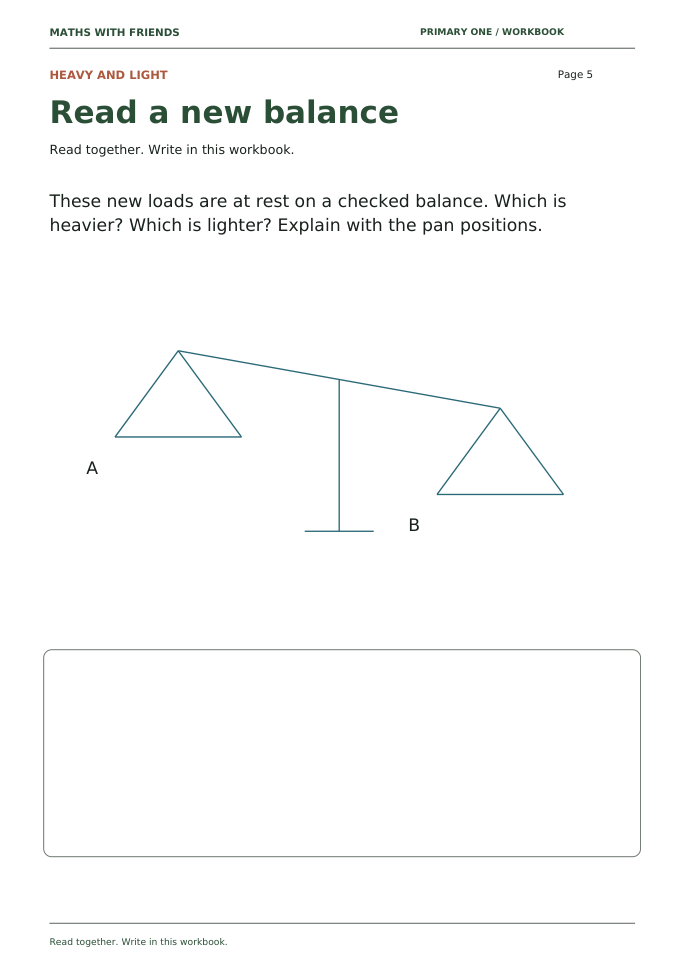 MATHS WITH FRIENDS
PRIMARY ONE / WORKBOOK
HEAVY AND LIGHT
Page 5
Read a new balance
Read together. Write in this workbook.
These new loads are at rest on a checked balance. Which is
heavier? Which is lighter? Explain with the pan positions.
A
B
Read together. Write in this workbook.